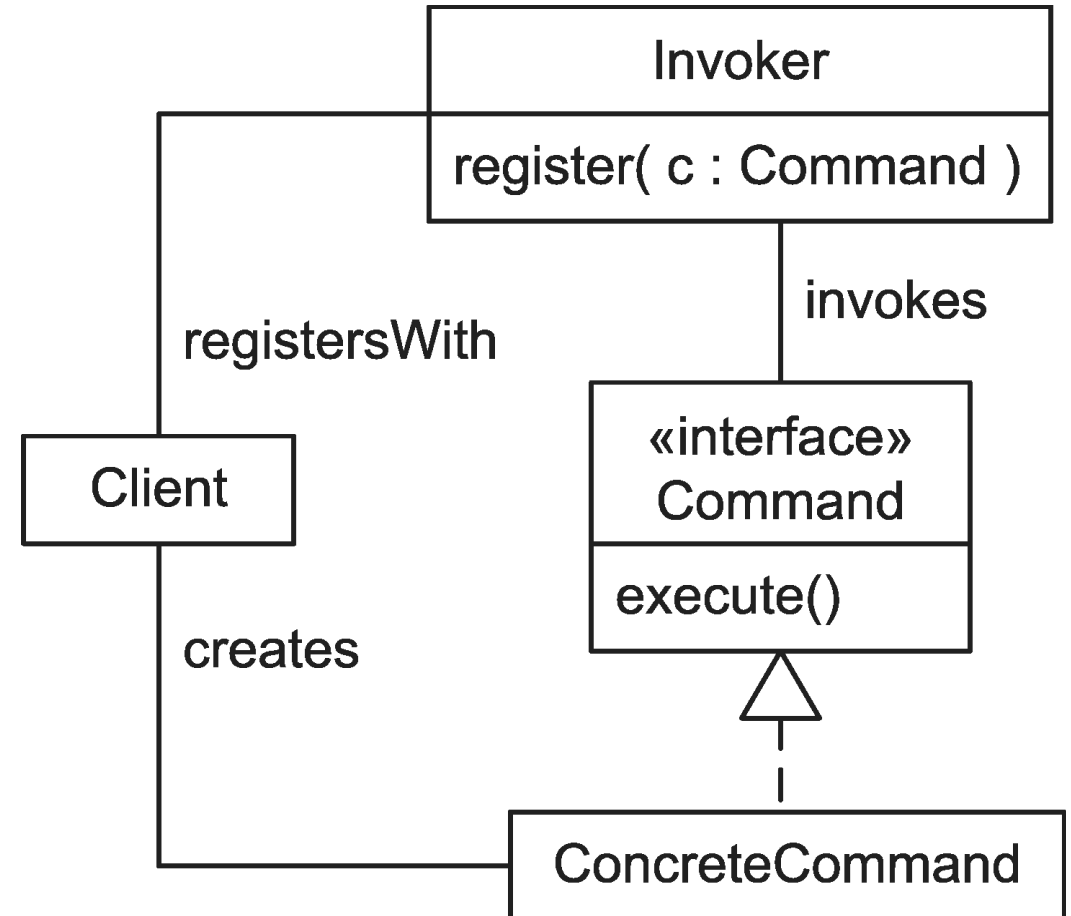 Invoker
register( c : Command )
invokes
registersWith
«interface»
Command
Client
execute()
creates
ConcreteCommand